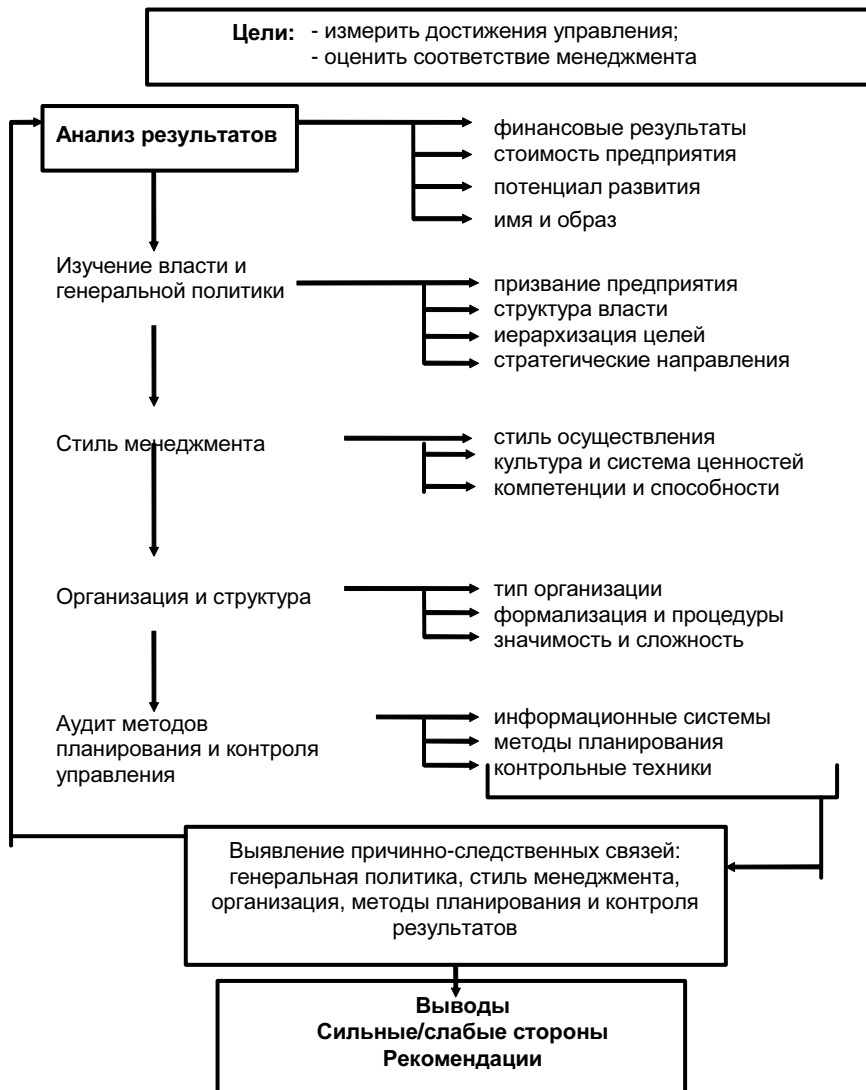 Цели: - измерить достижения управления;
- оценить соответствие менеджмента
Анализ результатов
финансовые результаты
стоимость предприятия
потенциал развития
имя и образ
Изучение власти и
генеральной политики
призвание предприятия
структура власти
иерархизация целей
стратегические направления
Стиль менеджмента
стиль осуществления
культура и система ценностей
компетенции и способности
Организация и структура
тип организации
формализация и процедуры
значимость и сложность
Аудит методов
планирования и контроля
управления
информационные системы
методы планирования
контрольные техники
Выявление причинно-следственных связей:
генеральная политика, стиль менеджмента,
организация, методы планирования и контроля
результатов
Выводы
Сильные/слабые стороны
Рекомендации